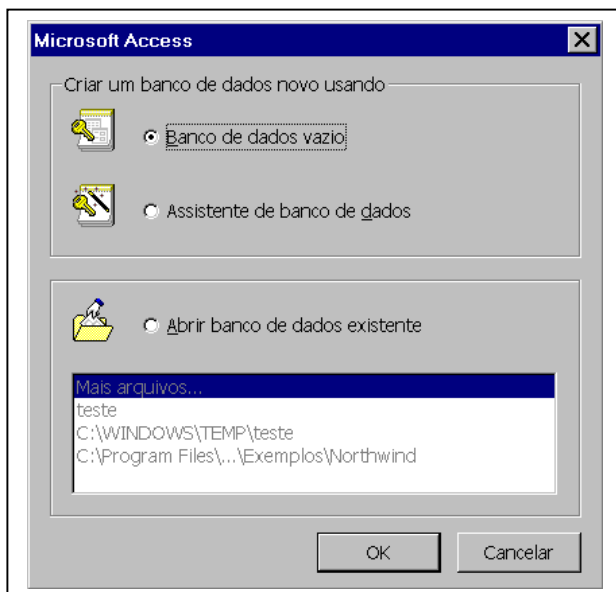 Microsoft Access
Criar um banco de dados novo usando
Banco de dados vazio
Assistente de banco de dados
Abrir banco de dados existente
Mais arquivos...
teste
C:\WINDOWS\TEMP\teste
C:\Program Files\...\Exemplos\Northwind
OK Cancelar